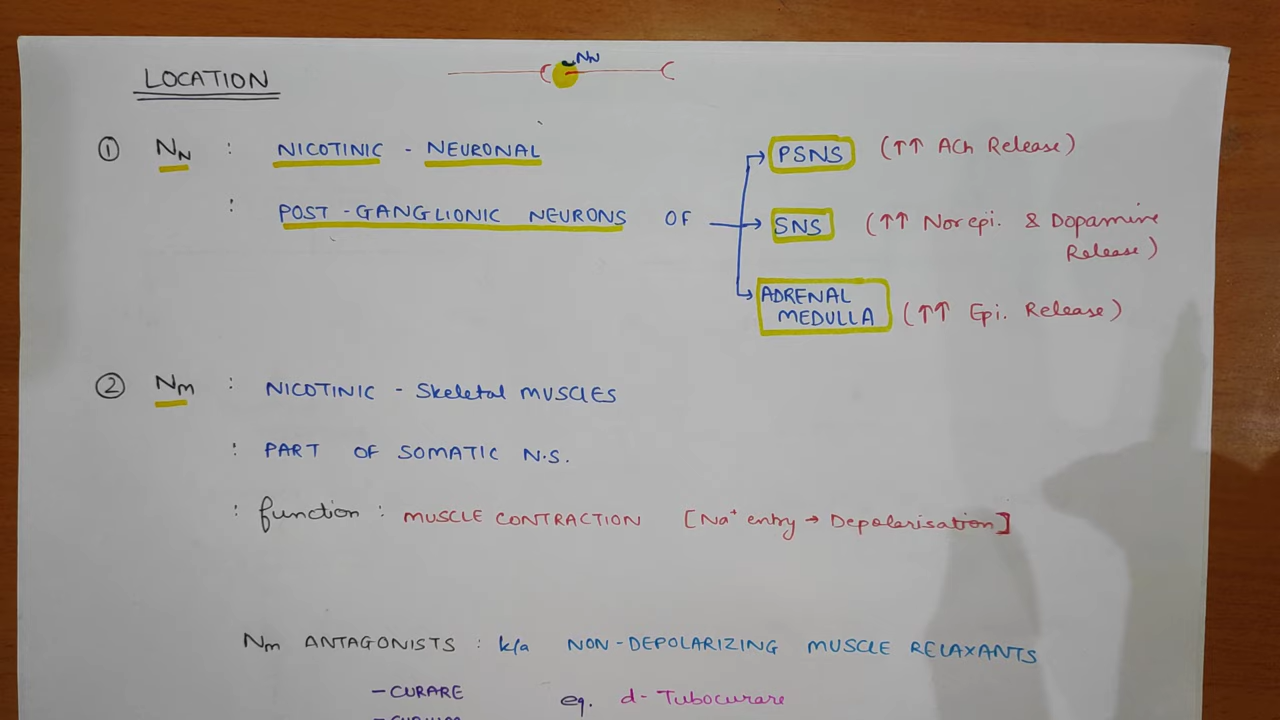 NN
LOCATION
① NN : NICOTINIC - NEURONAL
: POST-GANGLIONIC NEURONS OF
PSNS (↑↑ ACh Release)
SNS (↑↑ Norepi. & Dopamine
Release)
ADRENAL
MEDULLA (↑↑ Epi. Release)
② Nm : NICOTINIC - Skeletal MUSCLES
: PART OF SOMATIC N.S.
: function : MUSCLE CONTRACTION [Na⁺ entry → Depolarisation]
Nm ANTAGONISTS : k/a NON-DEPOLARIZING MUSCLE RELAXANTS
- CURARE eg. d-Tubocurare